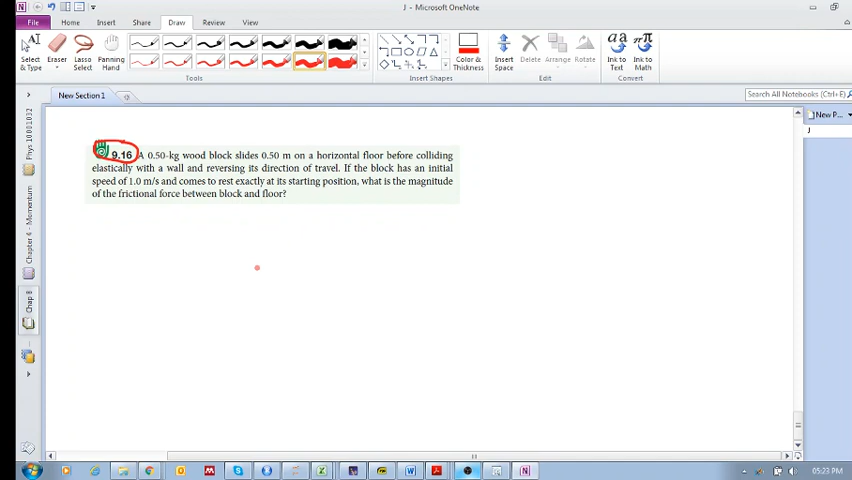 J - Microsoft OneNote
File Home Insert Share Draw Review View
Select & Type
Eraser
Lasso Select
Panning Hand
Color & Thickness
Insert Space
Delete
Arrange
Rotate
Ink to Text
Ink to Math
Tools Insert Shapes Edit Convert
New Section 1
Search All Notebooks (Ctrl+E)
New P
J
Phys 10011032
Chapter 4 - Momentum
Chap 8
9.16 A 0.50-kg wood block slides 0.50 m on a horizontal floor before colliding
elastically with a wall and reversing its direction of travel. If the block has an initial
speed of 1.0 m/s and comes to rest exactly at its starting position, what is the magnitude
of the frictional force between block and floor?
05:23 PM